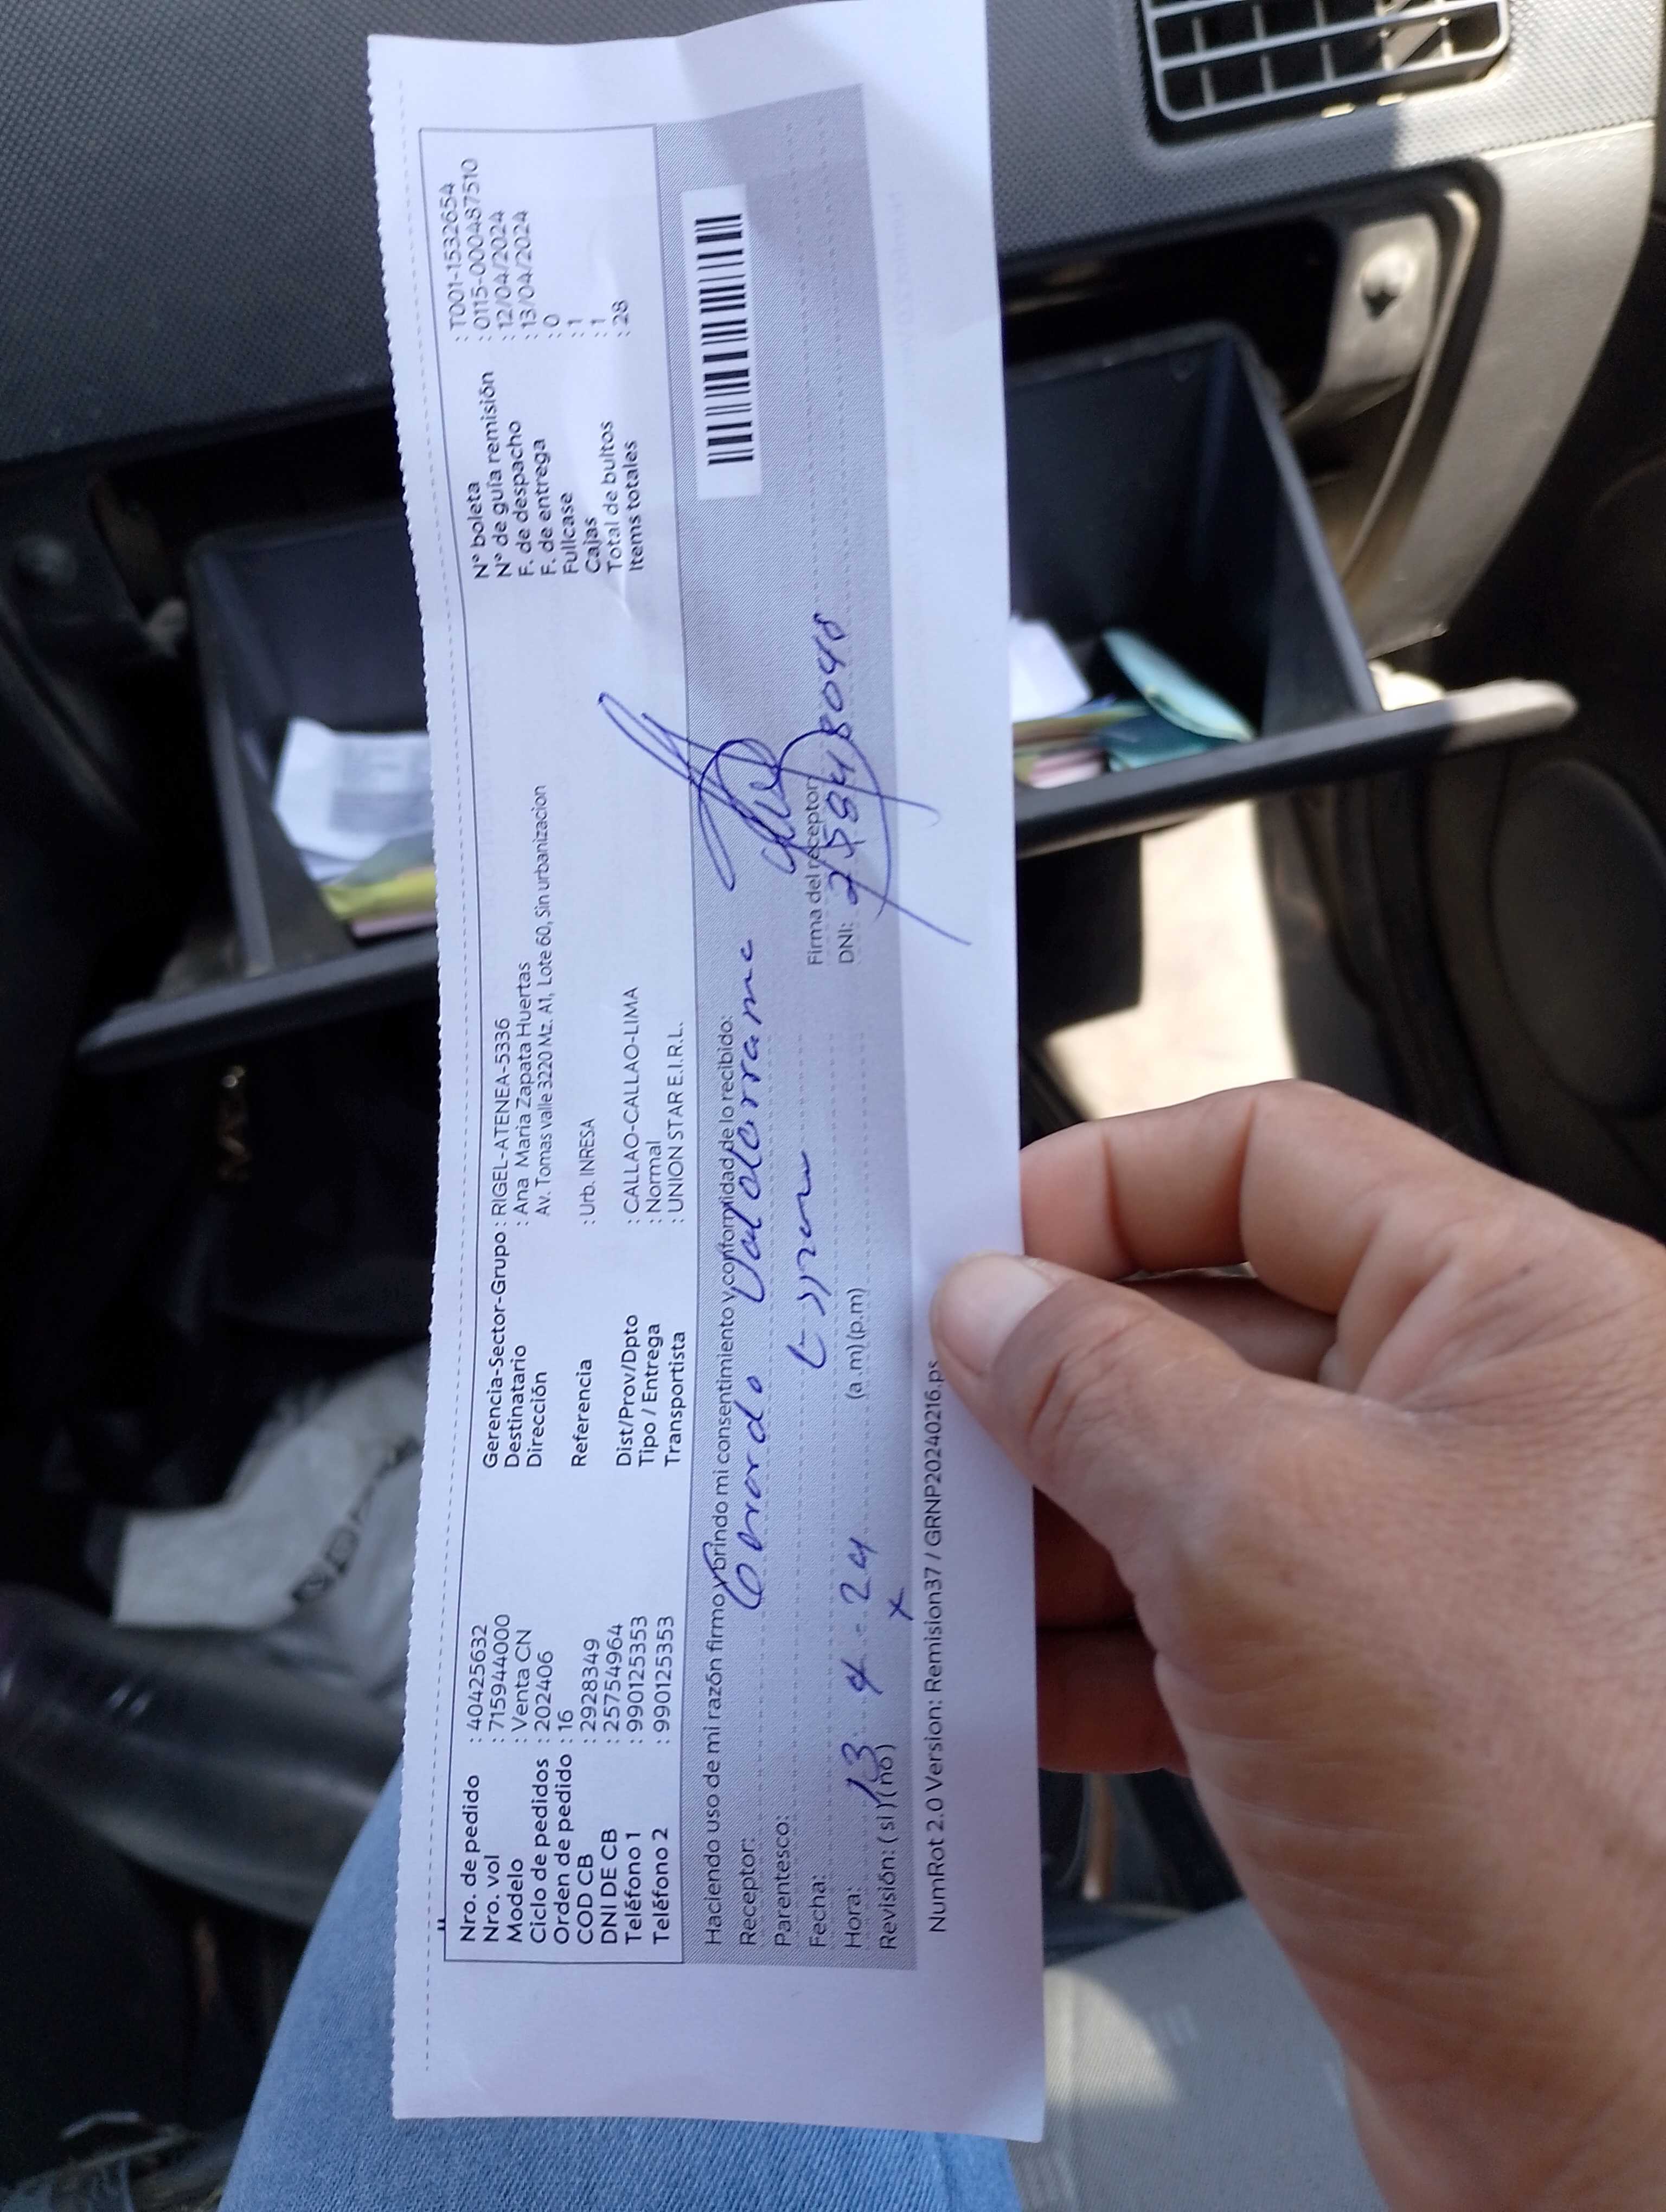 Nro. de pedido : 40425632
Nro. vol : 715944000
Modelo : Venta CN
Ciclo de pedidos : 202406
Orden de pedido : 16
COD CB : 2928349
DNI DE CB : 25754964
Teléfono 1 : 990125353
Teléfono 2 : 990125353
Gerencia-Sector-Grupo : RIGEL-ATENEA-5336
Destinatario : Ana Maria Zapata Huertas
Dirección Av. Tomas valle 3220 Mz. A1, Lote 60, Sin urbanizacion
Referencia : Urb. INRESA
Dist/Prov/Dpto : CALLAO-CALLAO-LIMA
Tipo / Entrega : Normal
Transportista : UNION STAR E.I.R.L.
N° boleta : T001-1532654
N° de guía remisión : 0115-000487510
F. de despacho : 12/04/2024
F. de entrega : 13/04/2024
Fullcase : 0
Cajas : 1
Total de bultos : 1
Items totales : 28
Haciendo uso de mi razón firmo y brindo mi consentimiento y conformidad de lo recibido:
Receptor:
Parentesco:
Fecha: 13 4 - 24
Hora: (a.m) (p.m)
Revisión: ( si ) ( no ) x
Firma del receptor
DNI:
NumRot 2.0 Version: Remision37 / GRNP20240216.ps